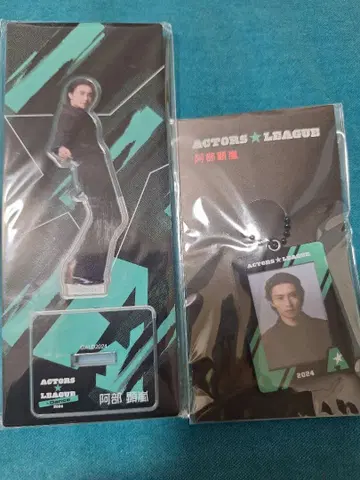 ACTORS
★ LEAGUE
2024
阿部 顕嵐
ACTORS★LEAGUE
阿部顕嵐
ACTORS★LEAGUE
A
2024